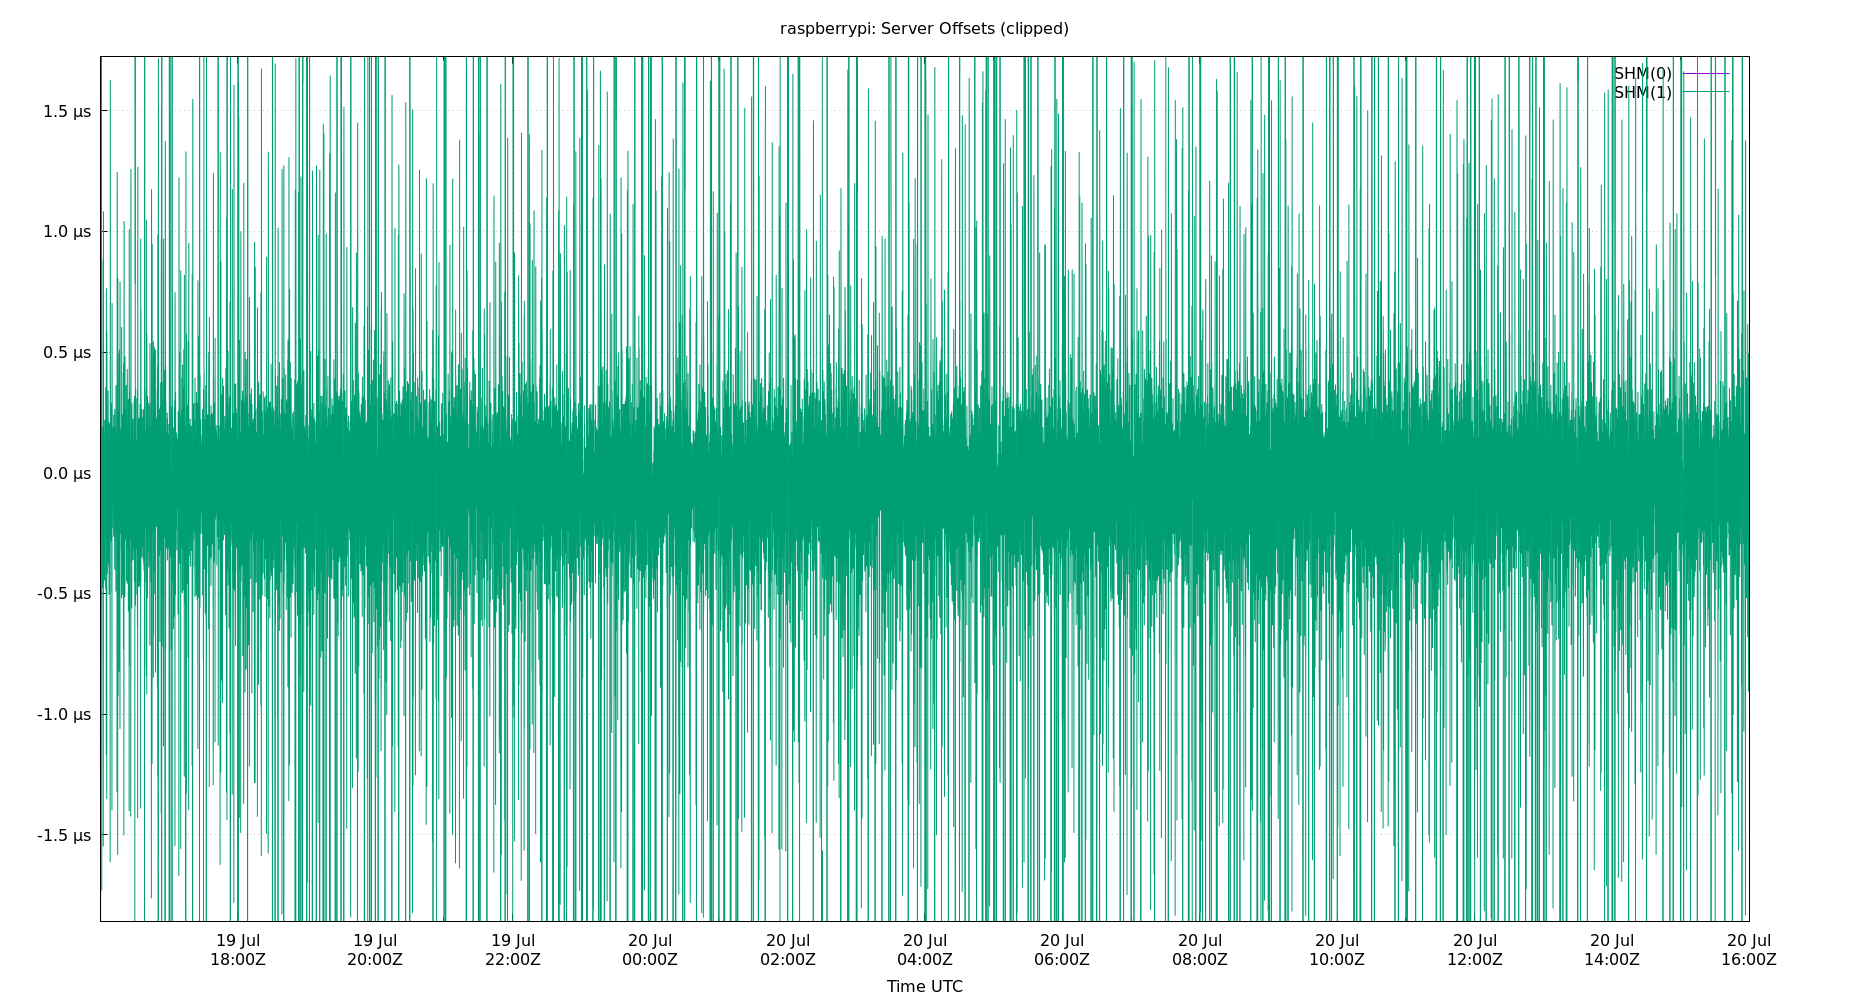 raspberrypi: Server Offsets (clipped)
SHM(0)
SHM(1)
1.5 µs
1.0 µs
0.5 µs
0.0 µs
-0.5 µs
-1.0 µs
-1.5 µs
19 Jul 19 Jul 19 Jul 20 Jul 20 Jul 20 Jul 20 Jul 20 Jul 20 Jul 20 Jul 20 Jul 20 Jul
18:00Z 20:00Z 22:00Z 00:00Z 02:00Z 04:00Z 06:00Z 08:00Z 10:00Z 12:00Z 14:00Z 16:00Z
Time UTC